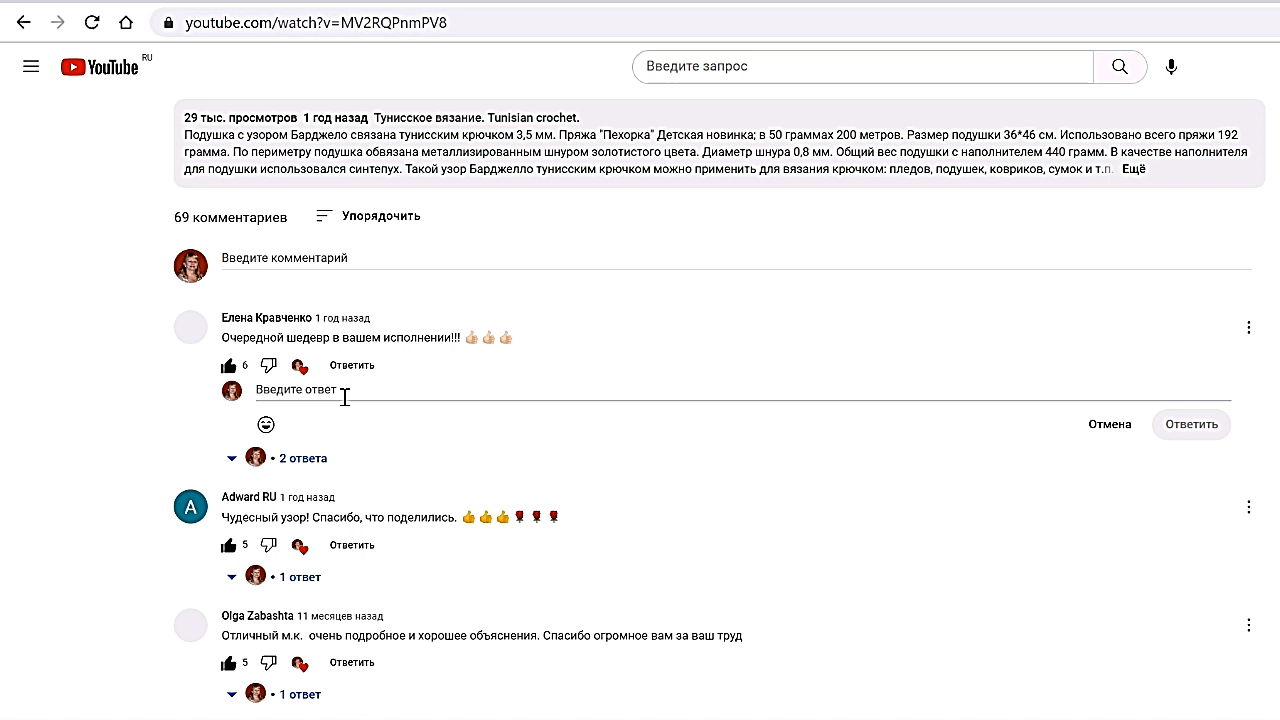 youtube.com/watch?v=MV2RQPnmPV8
YouTube RU
Введите запрос
29 тыс. просмотров 1 год назад Тунисское вязание. Tunisian crochet.
Подушка с узором Барджело связана тунисским крючком 3,5 мм. Пряжа "Пехорка" Детская новинка; в 50 граммах 200 метров. Размер подушки 36*46 см. Использовано всего пряжи 192
грамма. По периметру подушка обвязана металлизированным шнуром золотистого цвета. Диаметр шнура 0,8 мм. Общий вес подушки с наполнителем 440 грамм. В качестве наполнителя
для подушки использовался синтепух. Такой узор Барджелло тунисским крючком можно применить для вязания крючком: пледов, подушек, ковриков, сумок и т.п. Ещё
69 комментариев Упорядочить
Введите комментарий
Елена Кравченко 1 год назад
Очередной шедевр в вашем исполнении!!! 👍🏻👍🏻👍🏻
6 Ответить
Введите ответ
Отмена Ответить
• 2 ответа
A
Adward RU 1 год назад
Чудесный узор! Спасибо, что поделились. 👍👍👍🌹🌹🌹
5 Ответить
• 1 ответ
Olga Zabashta 11 месяцев назад
Отличный м.к. очень подробное и хорошее объяснения. Спасибо огромное вам за ваш труд
5 Ответить
• 1 ответ